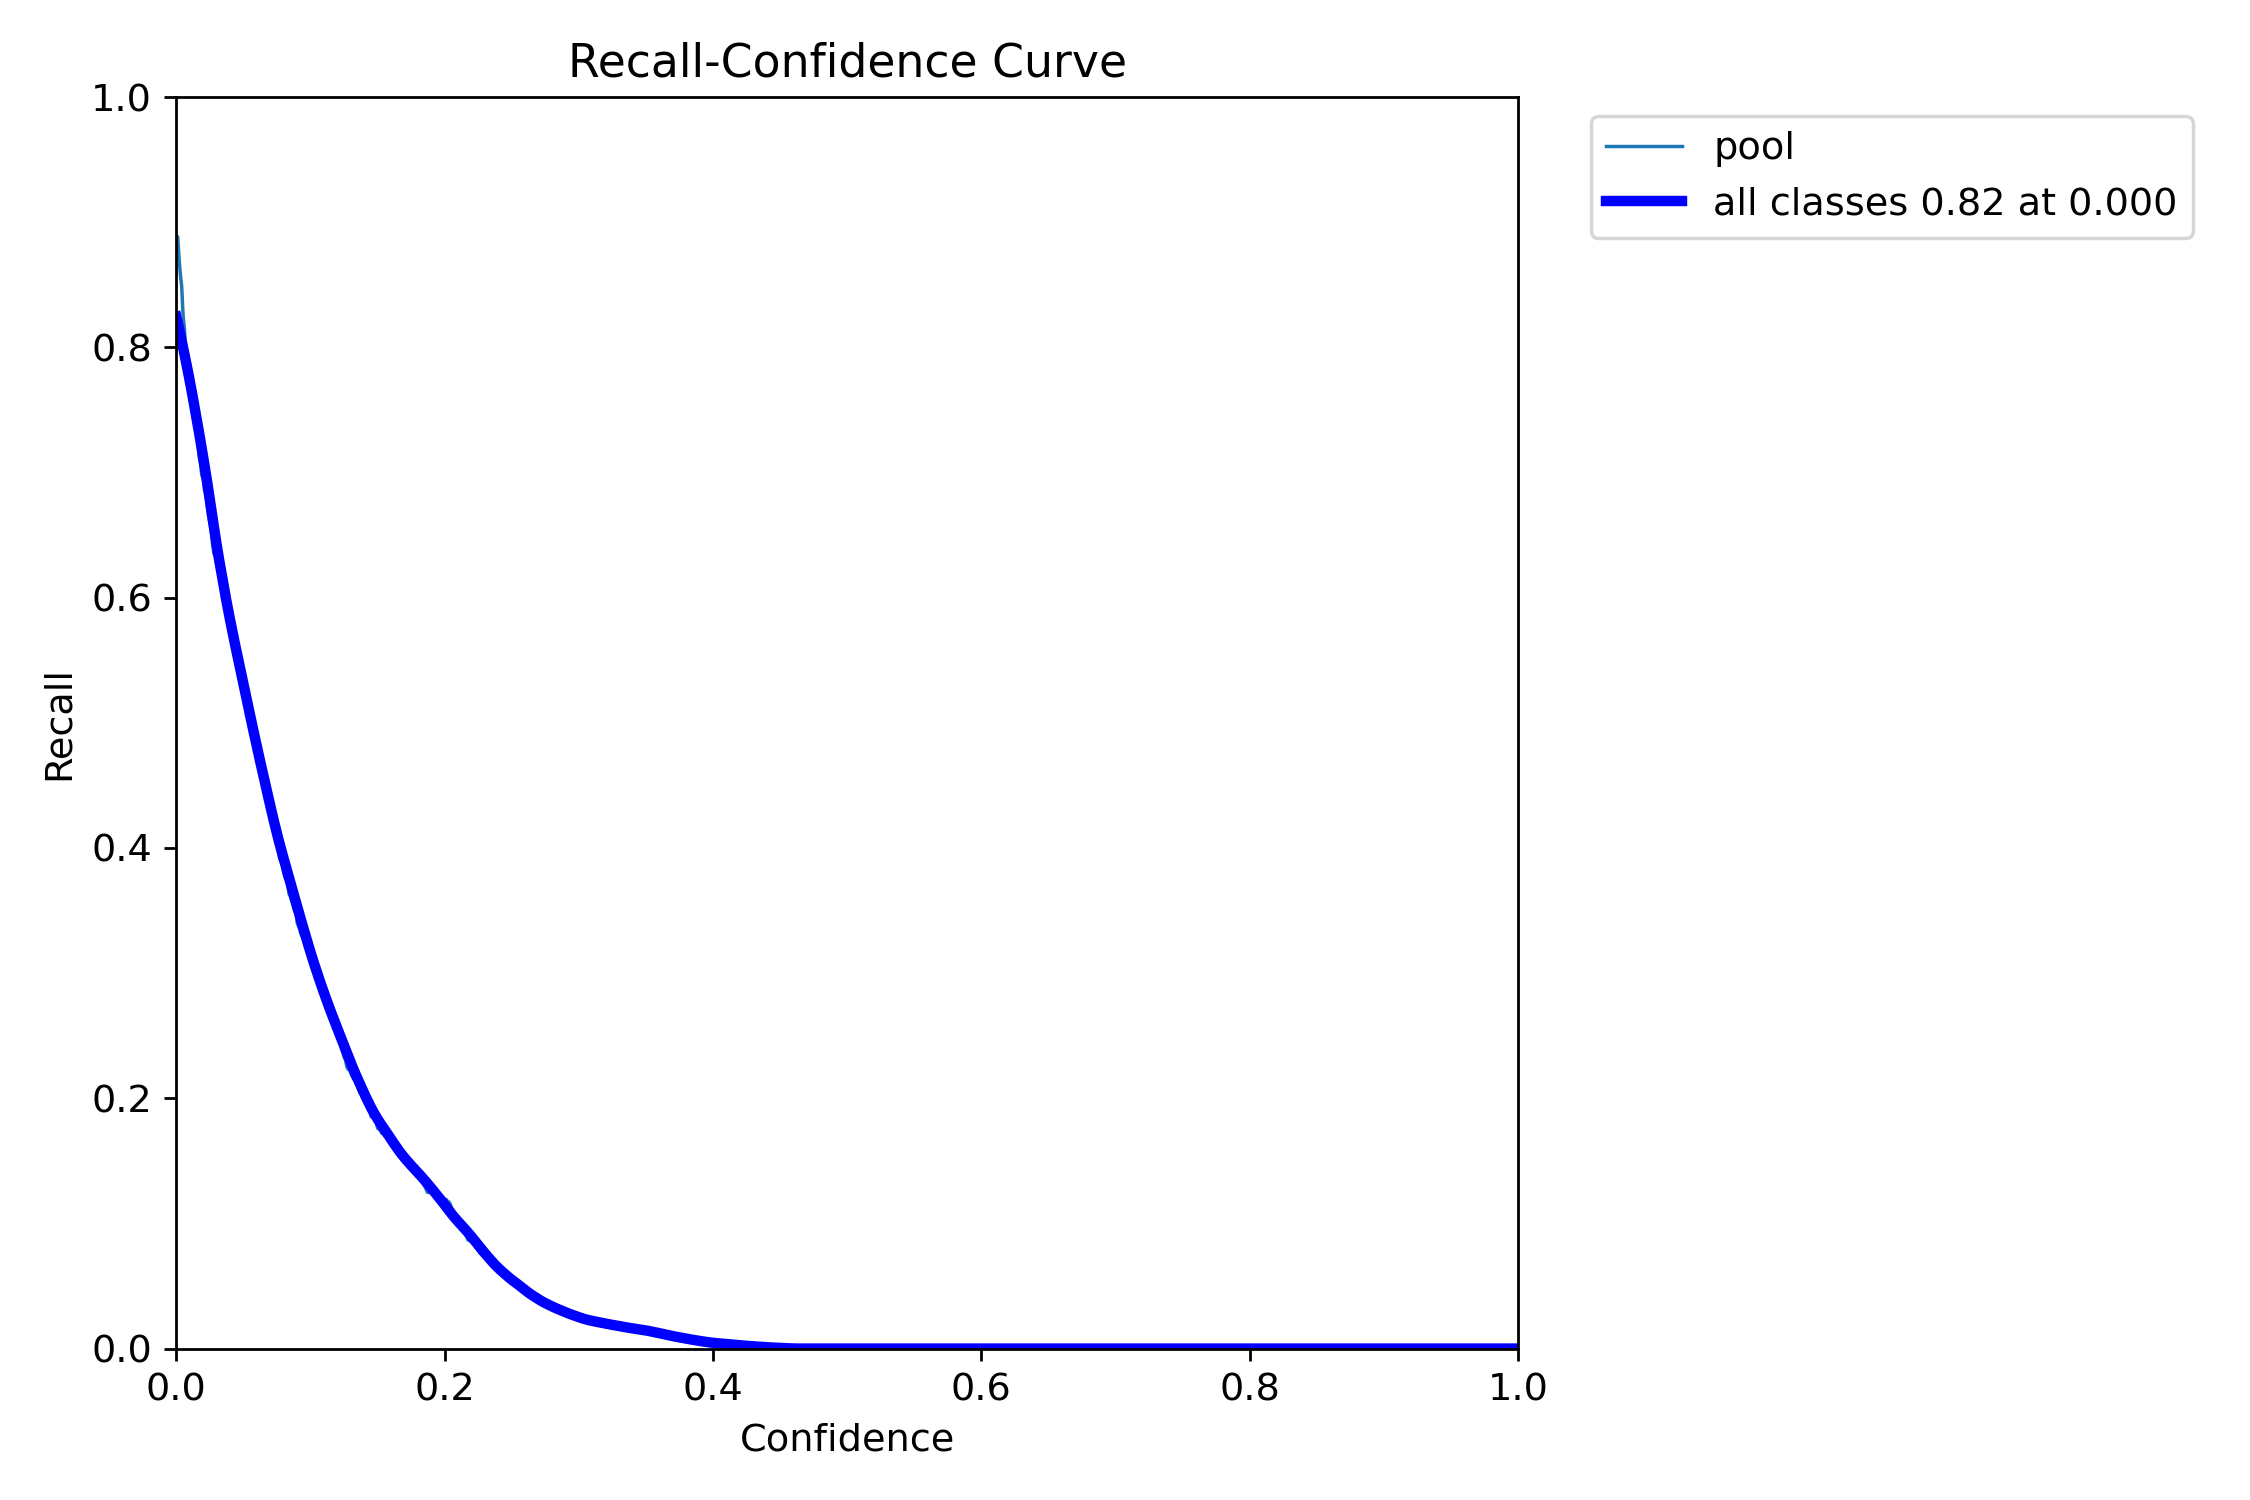 Recall-Confidence Curve
1.0
0.8
0.6
0.4
0.2
0.0
Recall
0.0 0.2 0.4 0.6 0.8 1.0
Confidence
pool
all classes 0.82 at 0.000